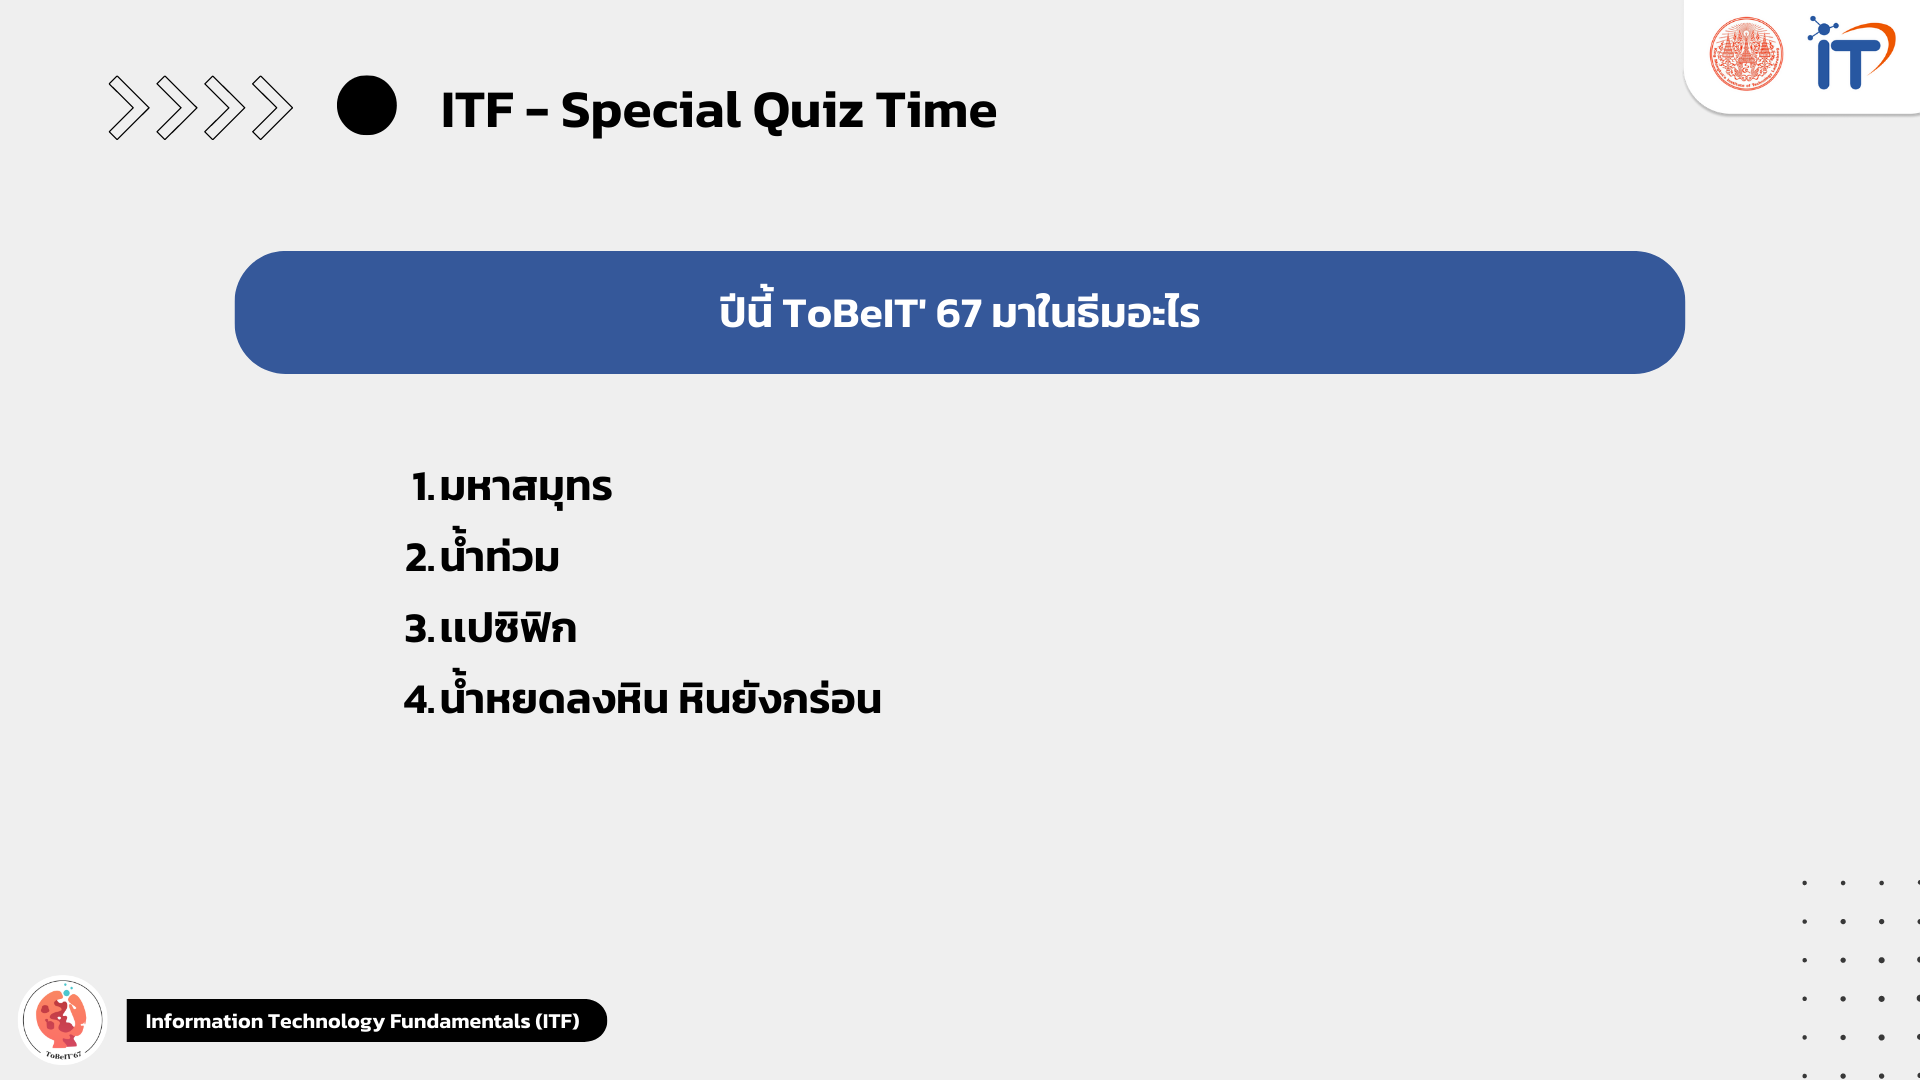 ITF – Special Quiz Time
iT
ปีนี้ ToBeIT' 67 มาในธีมอะไร
1. มหาสมุทร
2. น้ำท่วม
3. แปซิฟิก
4. น้ำหยดลงหิน หินยังกร่อน
ToBeIT'67
Information Technology Fundamentals (ITF)